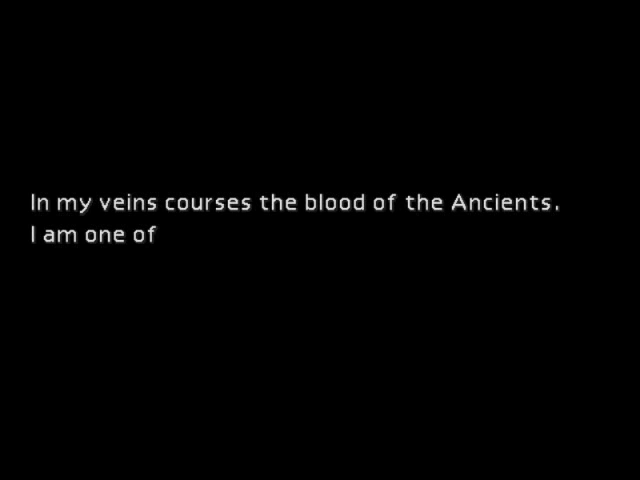 In my veins courses the blood of the Ancients.
I am one of